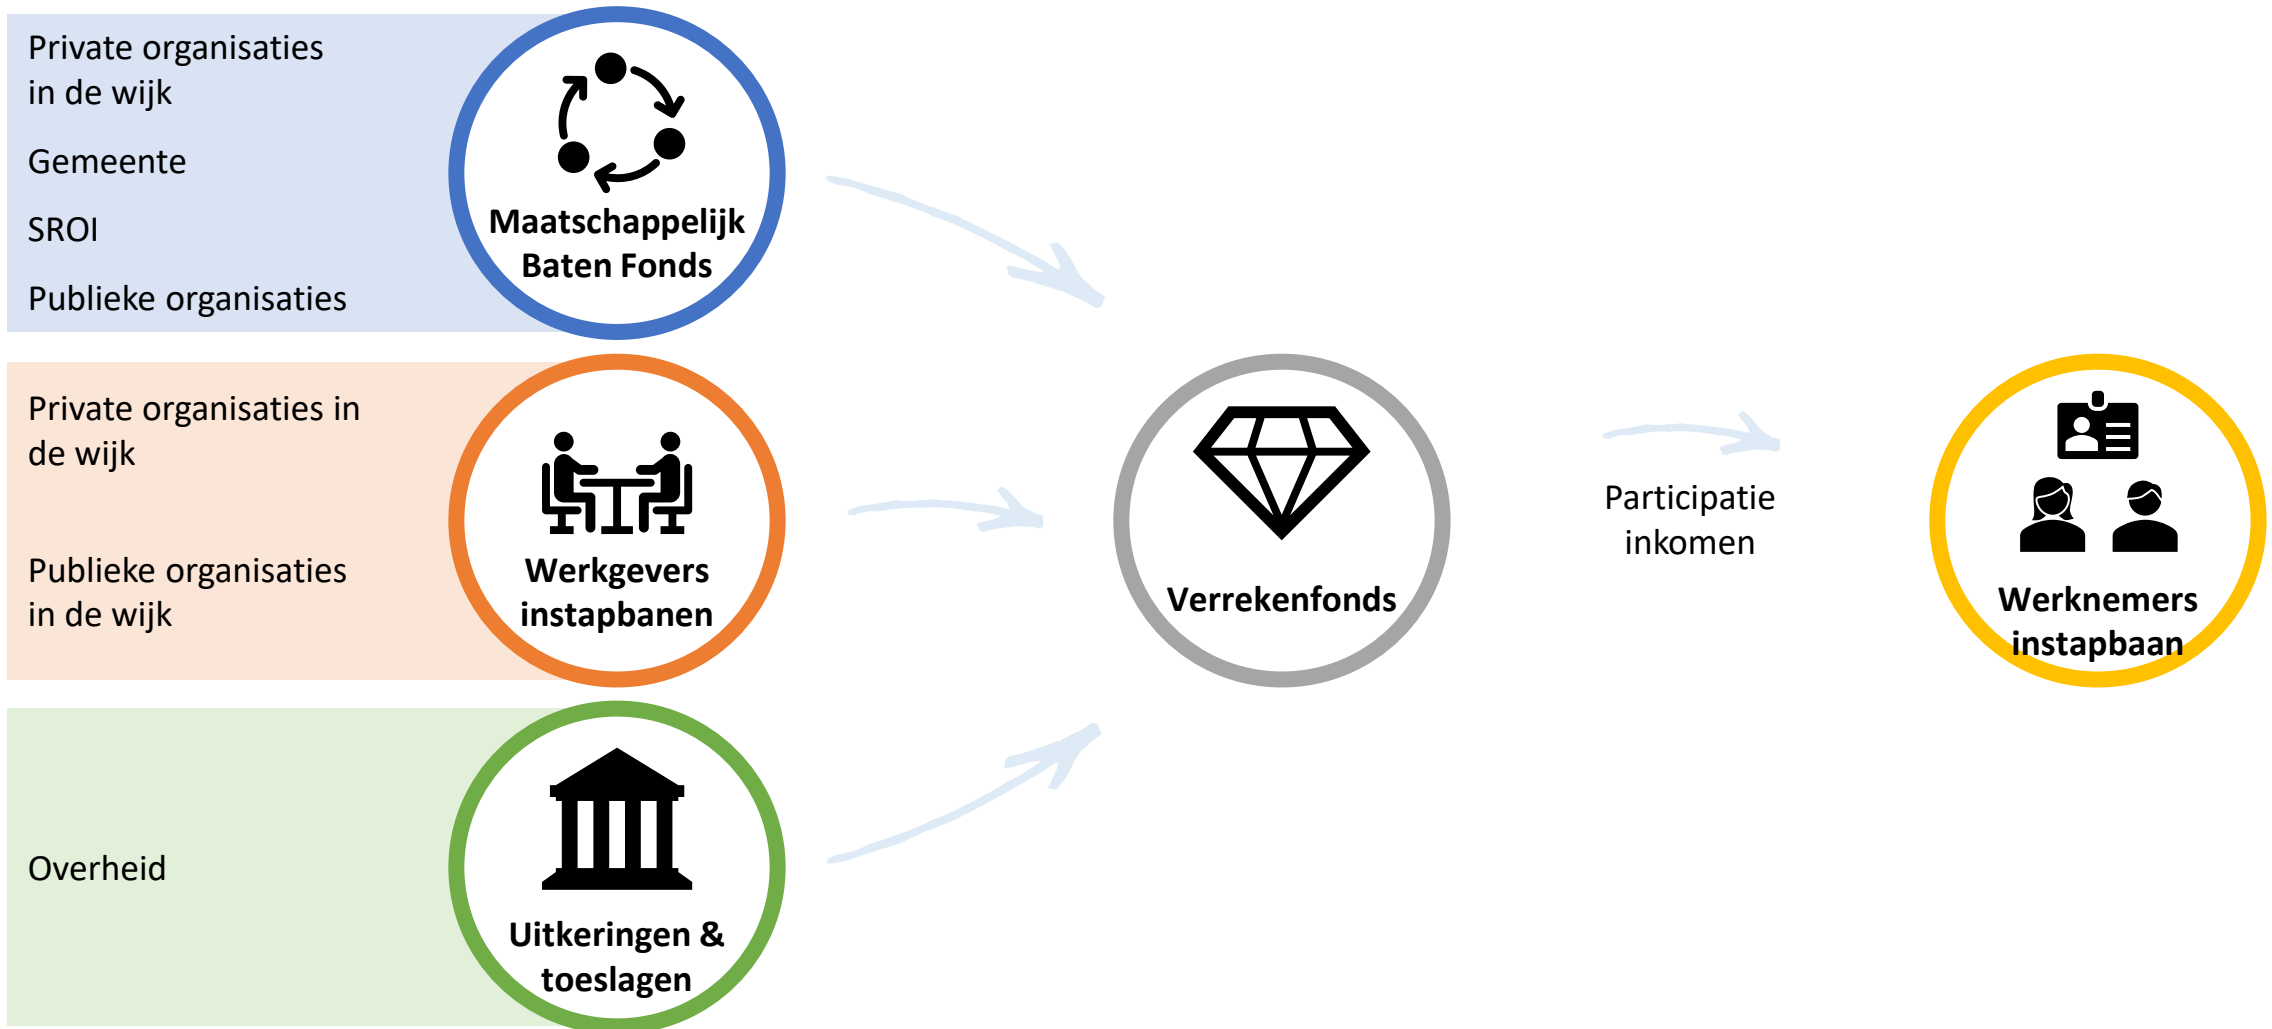 Private organisaties
in de wijk
Gemeente
SROI
Publieke organisaties
Maatschappelijk
Baten Fonds
Private organisaties in
de wijk
Publieke organisaties
in de wijk
Werkgevers
instapbanen
Overheid
Uitkeringen &
toeslagen
Verrekenfonds
Participatie
inkomen
Werknemers
instapbaan